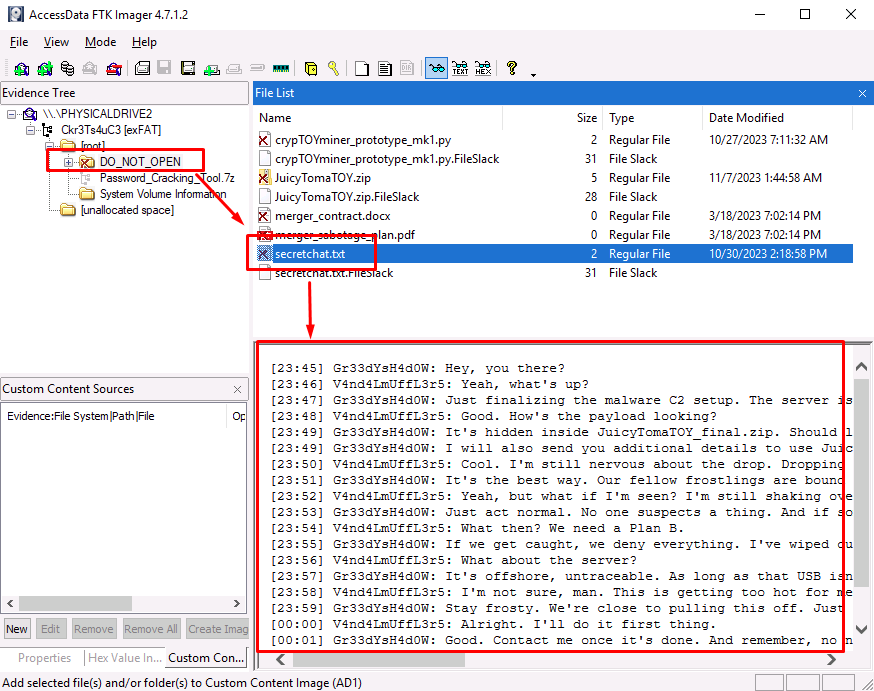 AccessData FTK Imager 4.7.1.2
File View Mode Help
Evidence Tree
\\.\PHYSICALDRIVE2
Ckr3Ts4uC3 [exFAT]
[root]
DO_NOT_OPEN
Password_Cracking_Tool.7z
System Volume Information
[unallocated space]
File List
Name Size Type Date Modified
crypTOYminer_prototype_mk1.py 2 Regular File 10/27/2023 7:11:32 AM
crypTOYminer_prototype_mk1.py.FileSlack 31 File Slack
JuicyTomaTOY.zip 5 Regular File 11/7/2023 1:44:58 AM
JuicyTomaTOY.zip.FileSlack 28 File Slack
merger_contract.docx 0 Regular File 3/18/2023 7:02:14 PM
merger_sabotage_plan.pdf 0 Regular File 3/18/2023 7:02:14 PM
secretchat.txt 2 Regular File 10/30/2023 2:18:58 PM
secretchat.txt.FileSlack 31 File Slack
[23:45] Gr33dYsH4d0W: Hey, you there?
[23:46] V4nd4LmUffL3r5: Yeah, what's up?
[23:47] Gr33dYsH4d0W: Just finalizing the malware C2 setup. The server is
[23:48] V4nd4LmUffL3r5: Good. How's the payload looking?
[23:49] Gr33dYsH4d0W: It's hidden inside JuicyTomaTOY_final.zip. Should l
[23:49] Gr33dYsH4d0W: I will also send you additional details to use Juic
[23:50] V4nd4LmUffL3r5: Cool. I'm still nervous about the drop. Dropping
[23:51] Gr33dYsH4d0W: It's the best way. Our fellow frostlings are bound
[23:52] V4nd4LmUffL3r5: Yeah, but what if I'm seen? I'm still shaking ove
[23:53] Gr33dYsH4d0W: Just act normal. No one suspects a thing. And if so
[23:54] V4nd4LmUffL3r5: What then? We need a Plan B.
[23:55] Gr33dYsH4d0W: If we get caught, we deny everything. I've wiped ou
[23:56] V4nd4LmUffL3r5: What about the server?
[23:57] Gr33dYsH4d0W: It's offshore, untraceable. As long as that USB isn
[23:58] V4nd4LmUffL3r5: I'm not sure, man. This is getting too hot for me
[23:59] Gr33dYsH4d0W: Stay frosty. We're close to pulling this off. Just
[00:00] V4nd4LmUffL3r5: Alright. I'll do it first thing.
[00:01] Gr33dYsH4d0W: Good. Contact me once it's done. And remember, no n
Custom Content Sources
Evidence:File System|Path|File Op
New Edit Remove Remove All Create Imag
Properties Hex Value In... Custom Con...
Add selected file(s) and/or folder(s) to Custom Content Image (AD1)